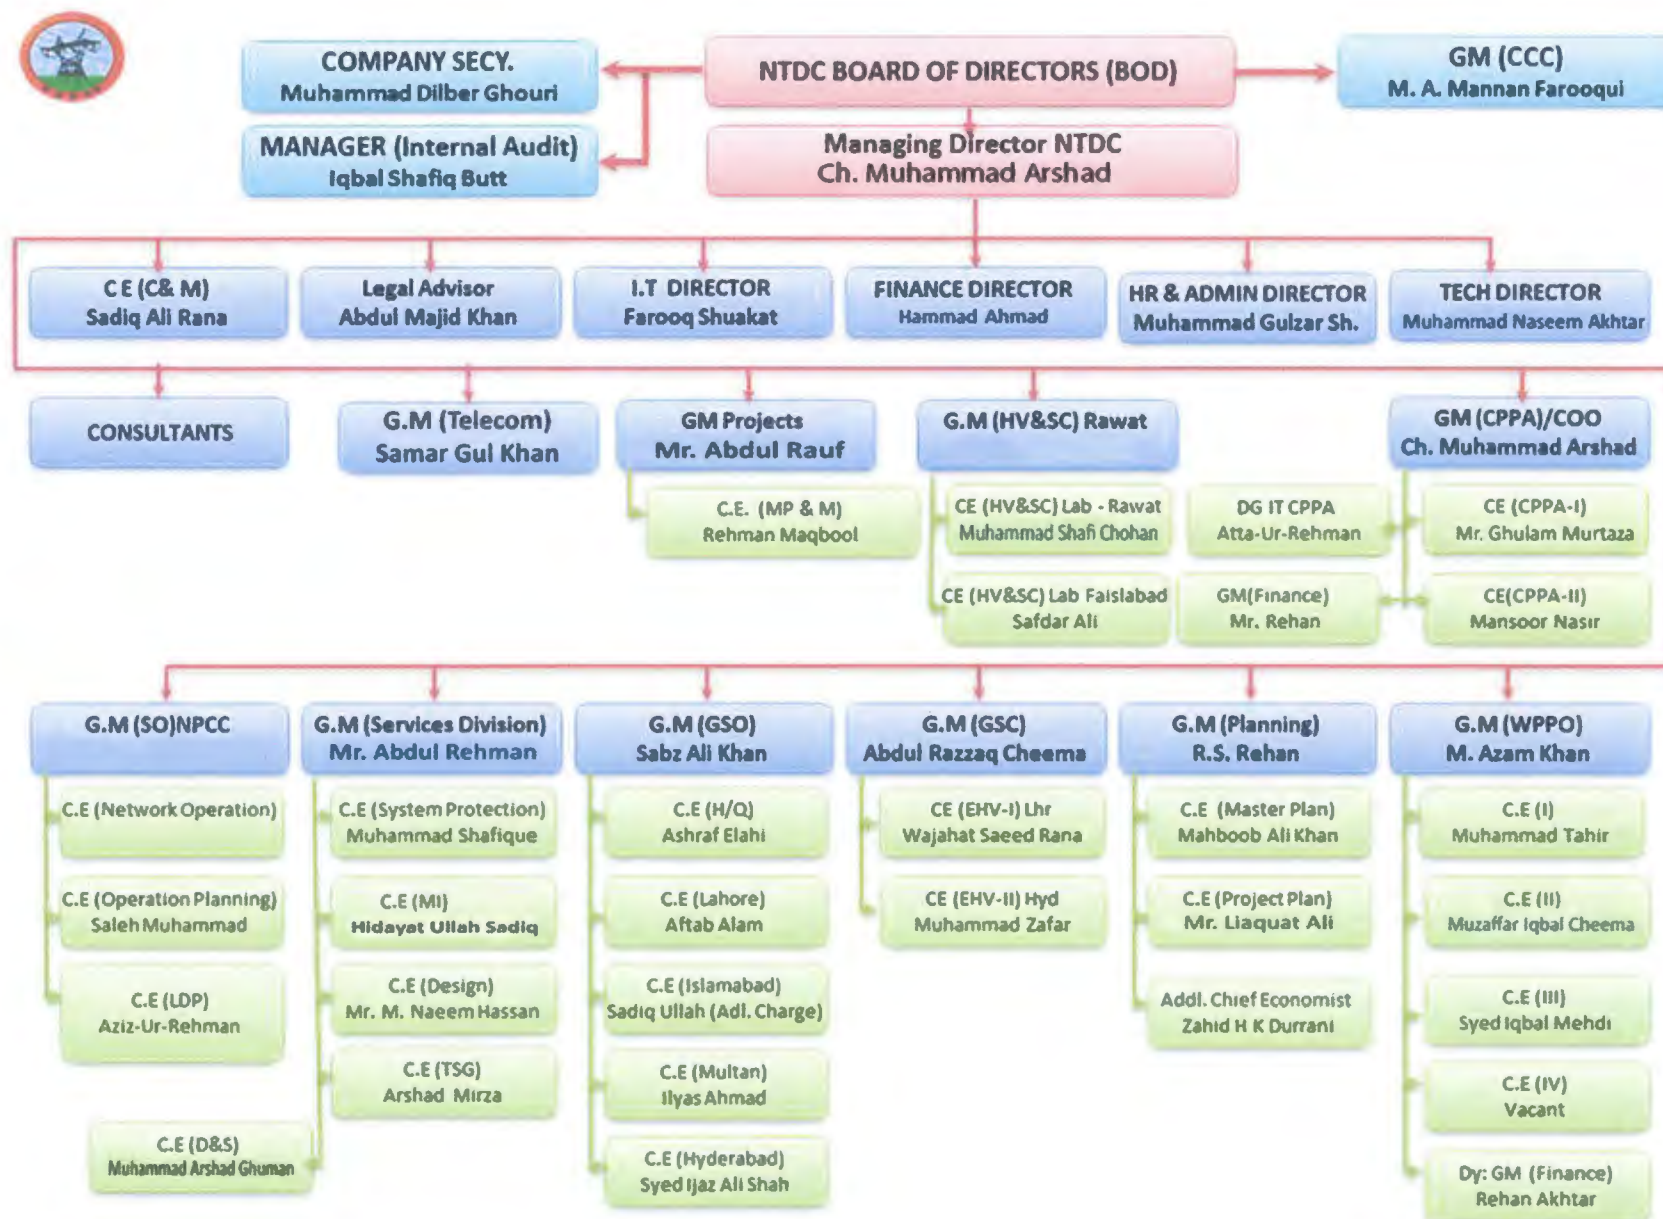 COMPANY SECY.
Muhammad Dilber Ghouri
NTDC BOARD OF DIRECTORS (BOD)
GM (CCC)
M. A. Mannan Farooqui
MANAGER (Internal Audit)
Iqbal Shafiq Butt
Managing Director NTDC
Ch. Muhammad Arshad
C E (C& M)
Sadiq Ali Rana
Legal Advisor
Abdul Majid Khan
I.T DIRECTOR
Farooq Shuakat
FINANCE DIRECTOR
Hammad Ahmad
HR & ADMIN DIRECTOR
Muhammad Gulzar Sh.
TECH DIRECTOR
Muhammad Naseem Akhtar
CONSULTANTS
G.M (Telecom)
Samar Gul Khan
GM Projects
Mr. Abdul Rauf
G.M (HV&SC) Rawat
GM (CPPA)/COO
Ch. Muhammad Arshad
C.E. (MP & M)
Rehman Maqbool
CE (HV&SC) Lab - Rawat
Muhammad Shafi Chohan
DG IT CPPA
Atta-Ur-Rehman
CE (CPPA-I)
Mr. Ghulam Murtaza
CE (HV&SC) Lab Faislabad
Safdar Ali
GM(Finance)
Mr. Rehan
CE(CPPA-II)
Mansoor Nasir
G.M (SO)NPCC
G.M (Services Division)
Mr. Abdul Rehman
G.M (GSO)
Sabz Ali Khan
G.M (GSC)
Abdul Razzaq Cheema
G.M (Planning)
R.S. Rehan
G.M (WPPO)
M. Azam Khan
C.E (Network Operation)
C.E (System Protection)
Muhammad Shafique
C.E (H/Q)
Ashraf Elahi
CE (EHV-I) Lhr
Wajahat Saeed Rana
C.E (Master Plan)
Mahboob Ali Khan
C.E (I)
Muhammad Tahir
C.E (Operation Planning)
Saleh Muhammad
C.E (MI)
Hidayat Ullah Sadiq
C.E (Lahore)
Aftab Alam
CE (EHV-II) Hyd
Muhammad Zafar
C.E (Project Plan)
Mr. Liaquat Ali
C.E (II)
Muzaffar Iqbal Cheema
C.E (LDP)
Aziz-Ur-Rehman
C.E (Design)
Mr. M. Naeem Hassan
C.E (Islamabad)
Sadiq Ullah (Adl. Charge)
Addl. Chief Economist
Zahid H K Durrani
C.E (III)
Syed Iqbal Mehdi
C.E (TSG)
Arshad Mirza
C.E (Multan)
Ilyas Ahmad
C.E (IV)
Vacant
C.E (D&S)
Muhammad Arshad Ghuman
C.E (Hyderabad)
Syed Ijaz Ali Shah
Dy: GM (Finance)
Rehan Akhtar